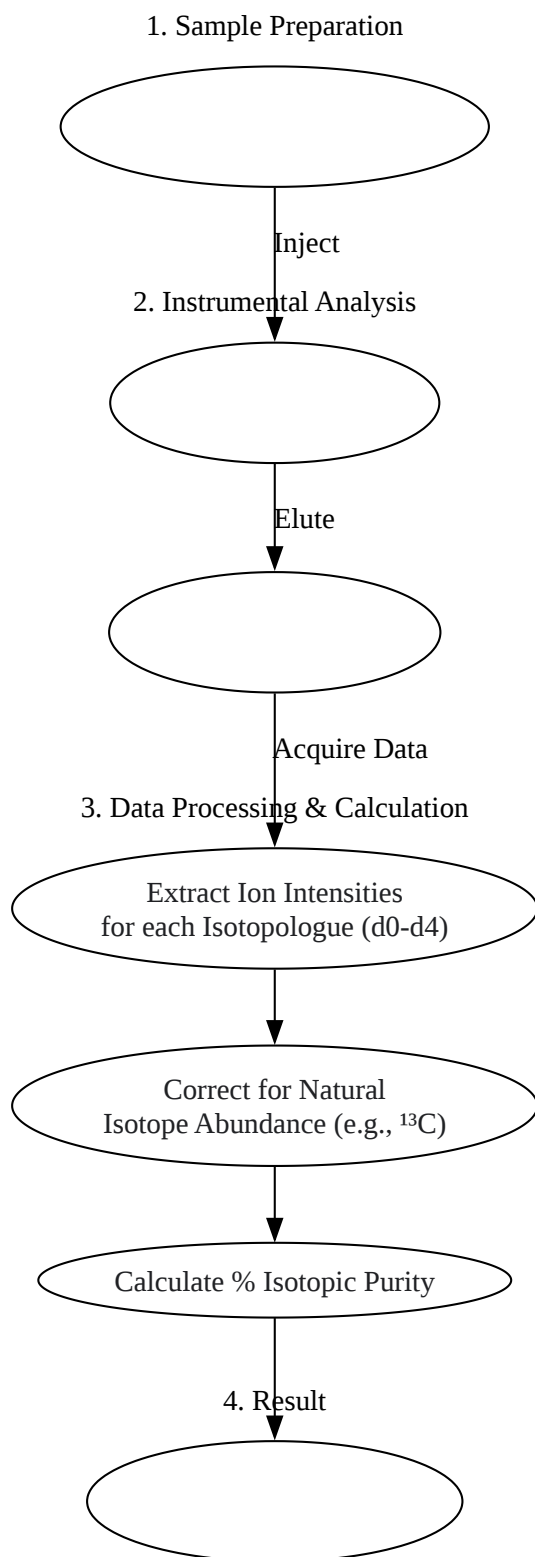 1. Sample Preparation
Inject
2. Instrumental Analysis
Elute
Acquire Data
3. Data Processing & Calculation
Extract Ion Intensities
for each Isotopologue (d0-d4)
Correct for Natural
Isotope Abundance (e.g., ¹³C)
Calculate % Isotopic Purity
4. Result